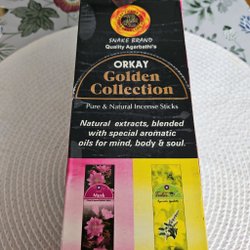 SNAKE BRAND
Quality Agarbathi's
ORKAY
Golden
Collection
Pure & Natural Incense Sticks
Natural extracts, blended
with special aromatic
oils for mind, body & soul.